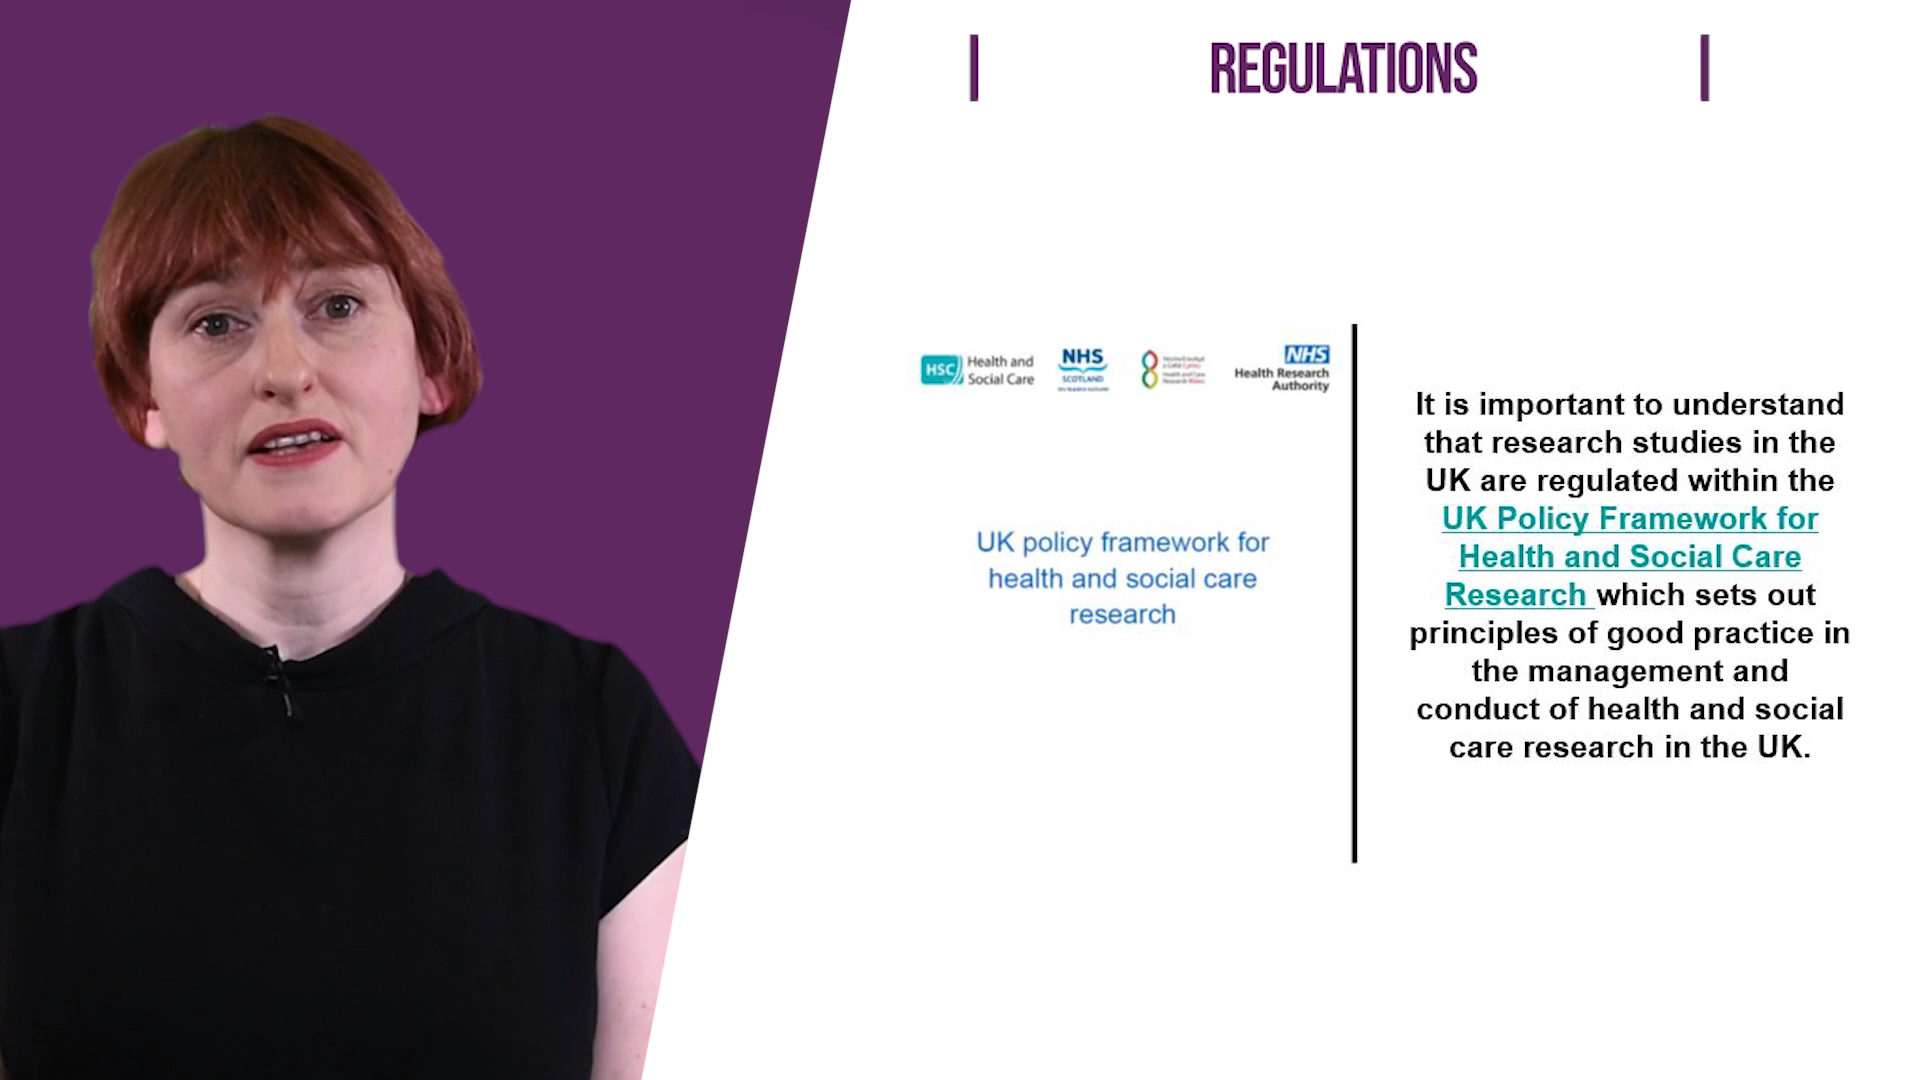 REGULATIONS
HSC Health and
Social Care
NHS
SCOTLAND
NHS
Health Research
Authority
UK policy framework for
health and social care
research
It is important to understand
that research studies in the
UK are regulated within the
UK Policy Framework for
Health and Social Care
Research which sets out
principles of good practice in
the management and
conduct of health and social
care research in the UK.